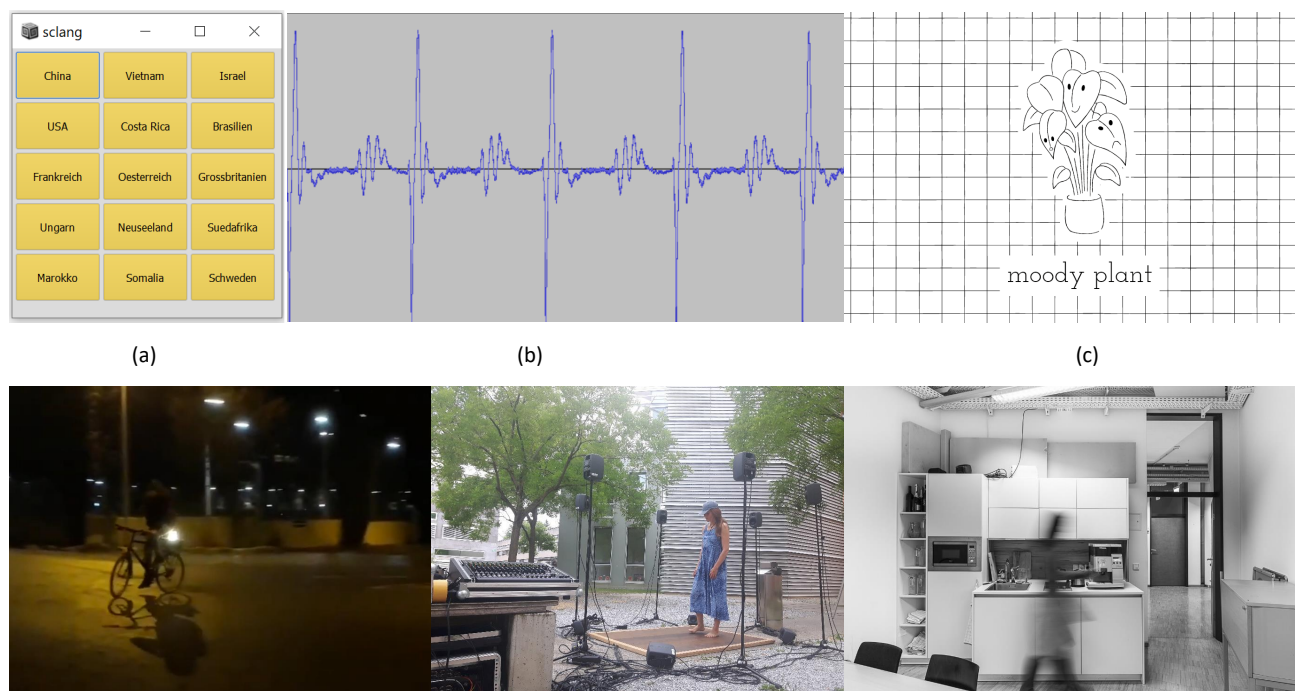 sclang
China Vietnam Israel
USA Costa Rica Brasilien
Frankreich Oesterreich Grossbritanien
Ungarn Neuseeland Suedafrika
Marokko Somalia Schweden
moody plant
(a) (b) (c)